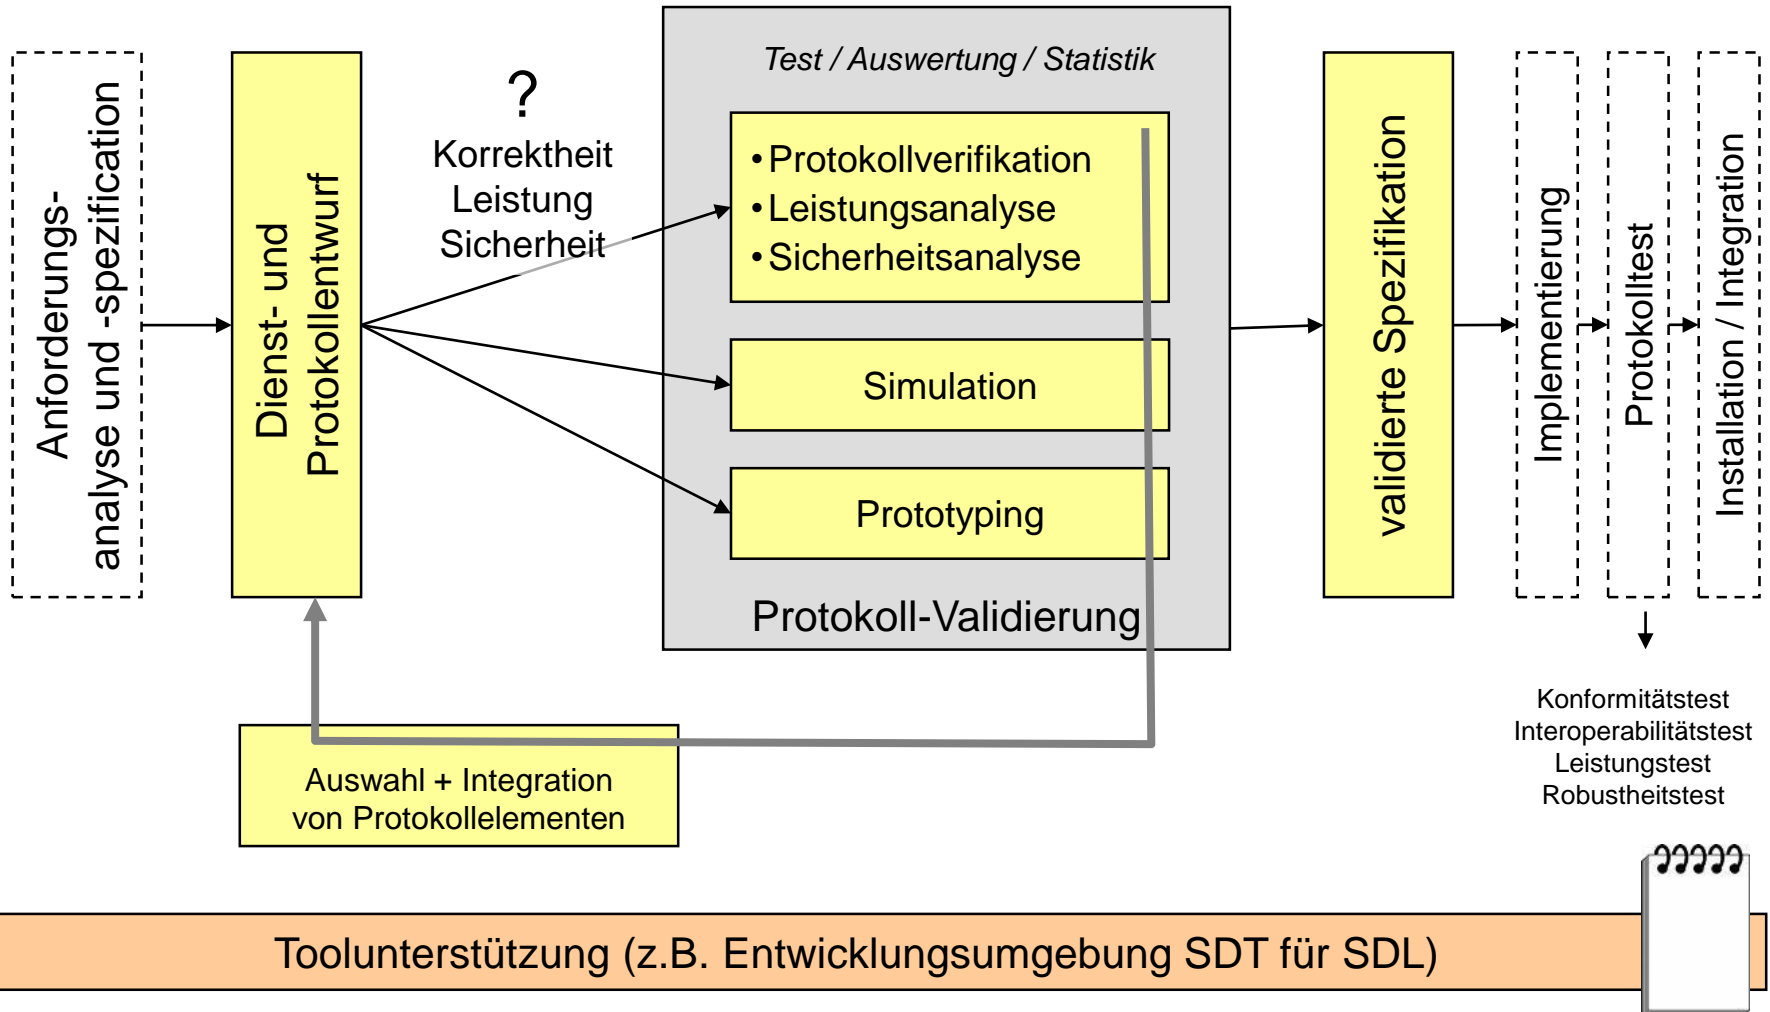 Anforderungs-
analyse und -spezification
Dienst- und
Protokollentwurf
?
Korrektheit
Leistung
Sicherheit
Test / Auswertung / Statistik
•Protokollverifikation
•Leistungsanalyse
•Sicherheitsanalyse
Simulation
Prototyping
Protokoll-Validierung
validierte Spezifikation
Implementierung
Protokolltest
Installation / Integration
Konformitätstest
Interoperabilitätstest
Leistungstest
Robustheitstest
Auswahl + Integration
von Protokollelementen
Toolunterstützung (z.B. Entwicklungsumgebung SDT für SDL)